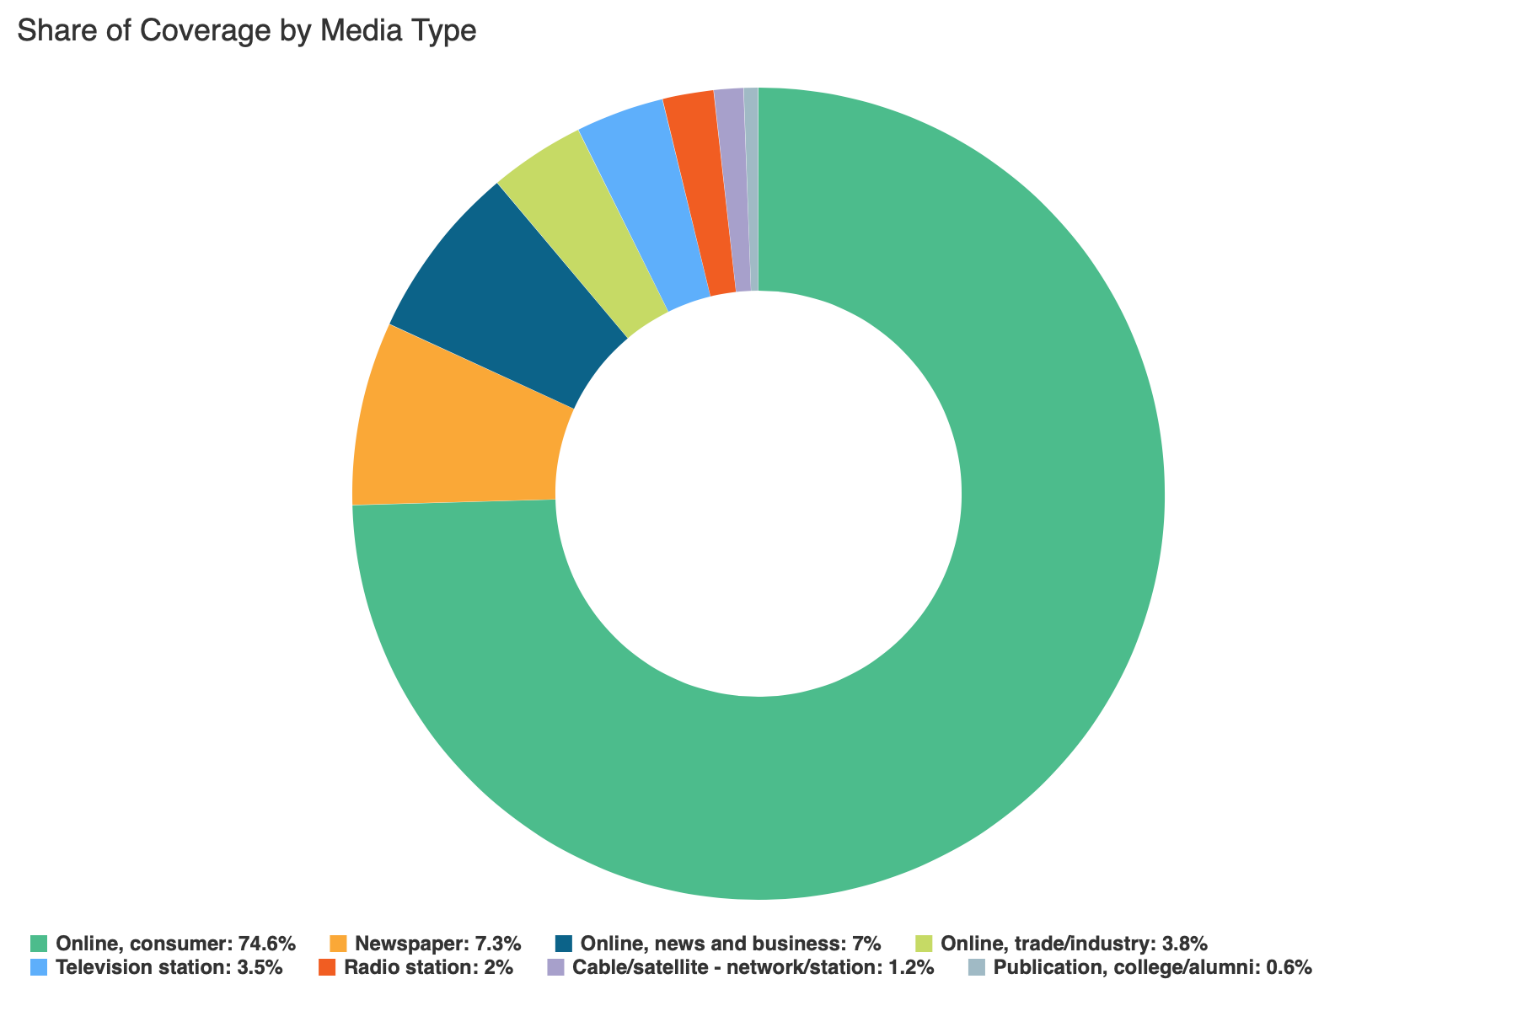 Share of Coverage by Media Type
Online, consumer: 74.6% Newspaper: 7.3% Online, news and business: 7% Online, trade/industry: 3.8%
Television station: 3.5% Radio station: 2% Cable/satellite - network/station: 1.2% Publication, college/alumni: 0.6%